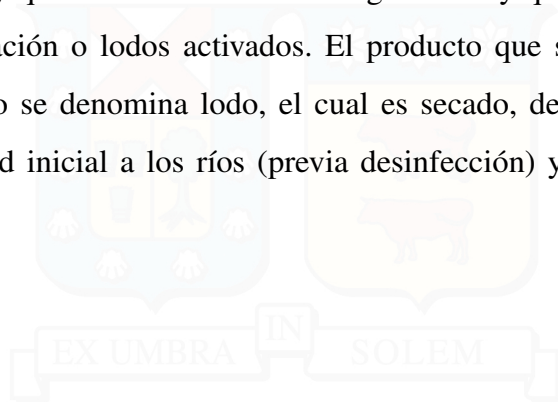 ación o lodos activados. El producto que s
o se denomina lodo, el cual es secado, de
d inicial a los ríos (previa desinfección) y
EX UMBRA IN SOLEM